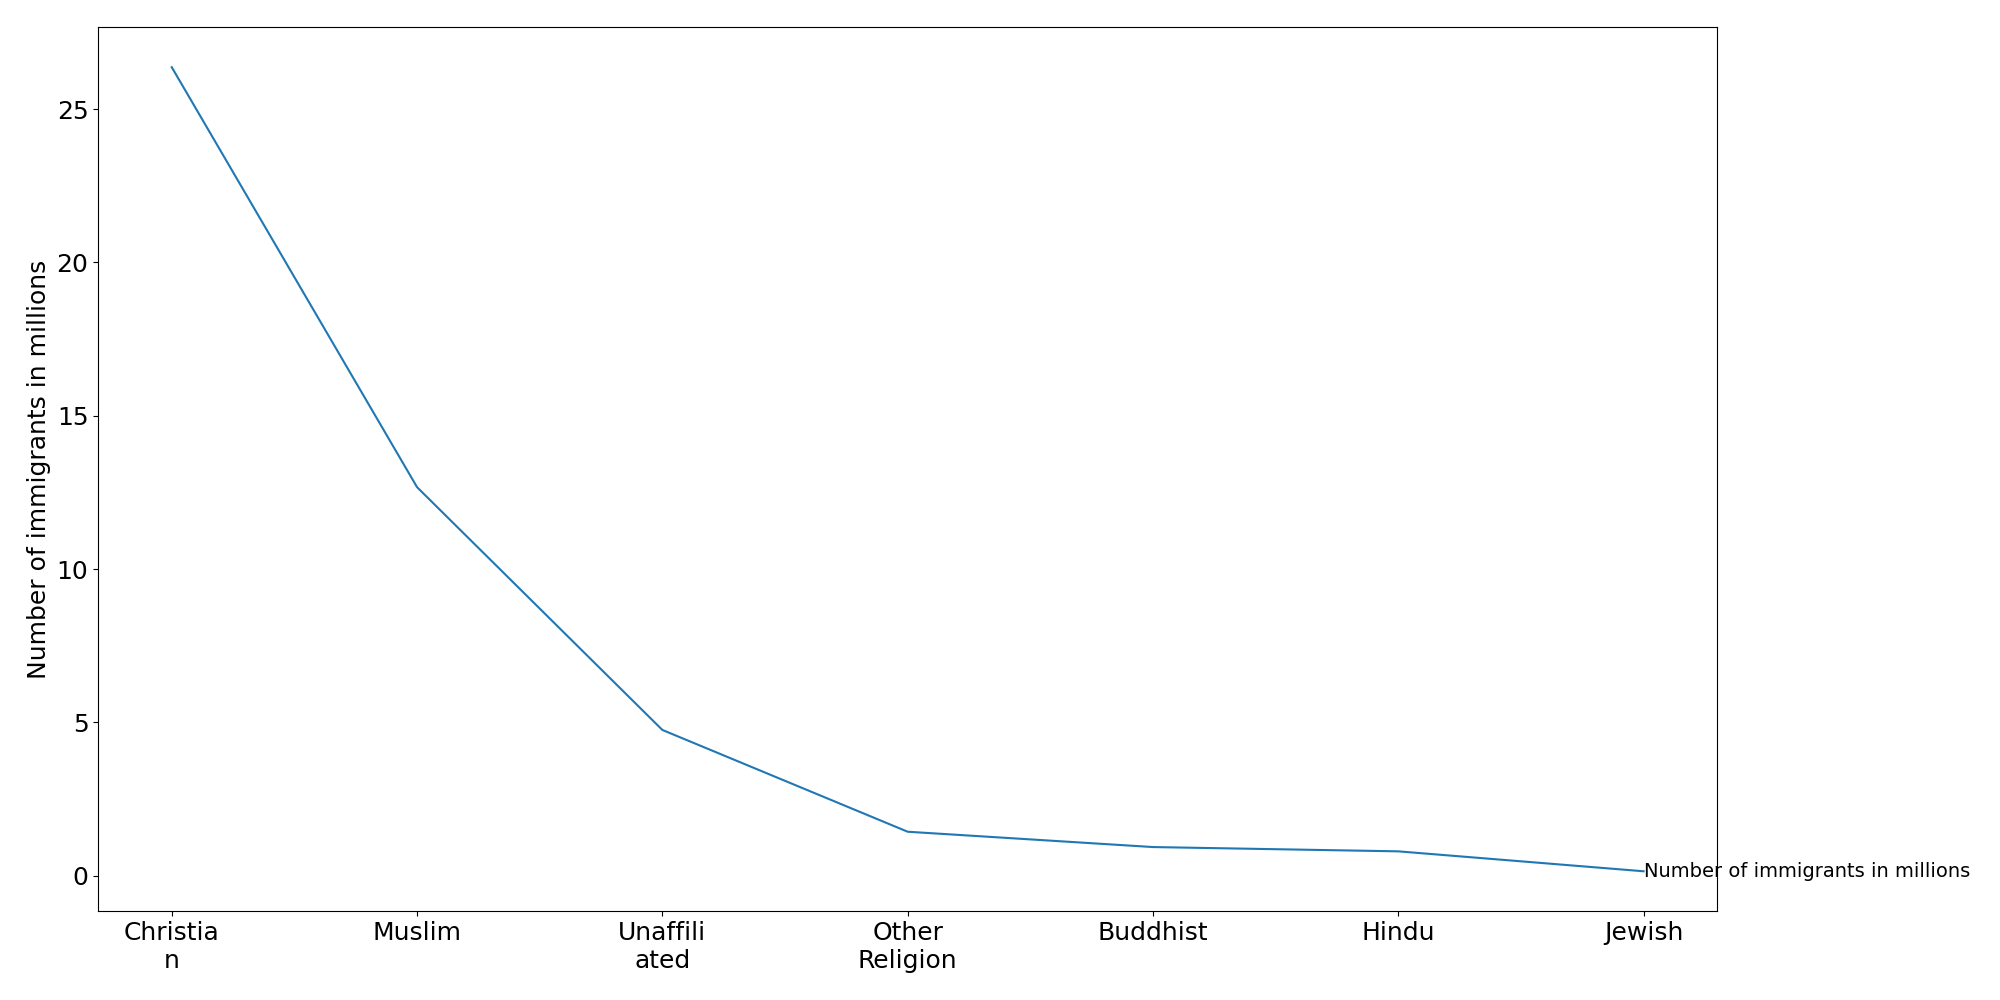 Number of immigrants in millions
25
20
15
10
5
0
Number of immigrants in millions
Christia
n
Muslim
Unaffili
ated
Other
Religion
Buddhist
Hindu
Jewish